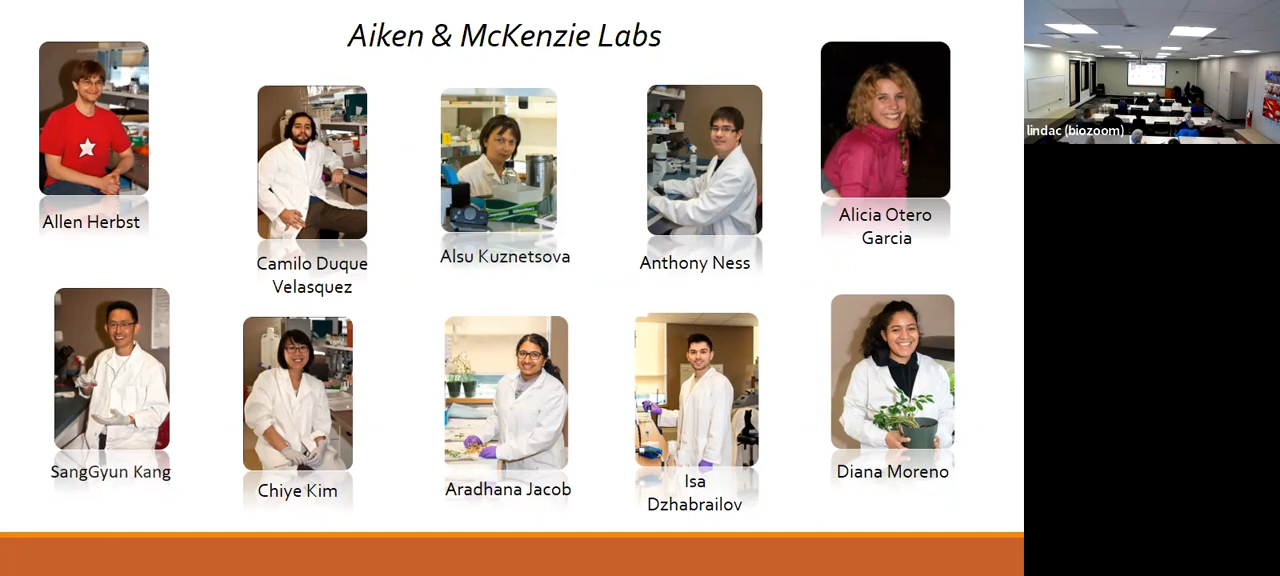 Aiken & McKenzie Labs
Allen Herbst
Camilo Duque
Velasquez
Alsu Kuznetsova
Anthony Ness
Alicia Otero
Garcia
SangGyun Kang
Chiye Kim
Aradhana Jacob
Isa
Dzhabrailov
Diana Moreno
lindac (biozoom)